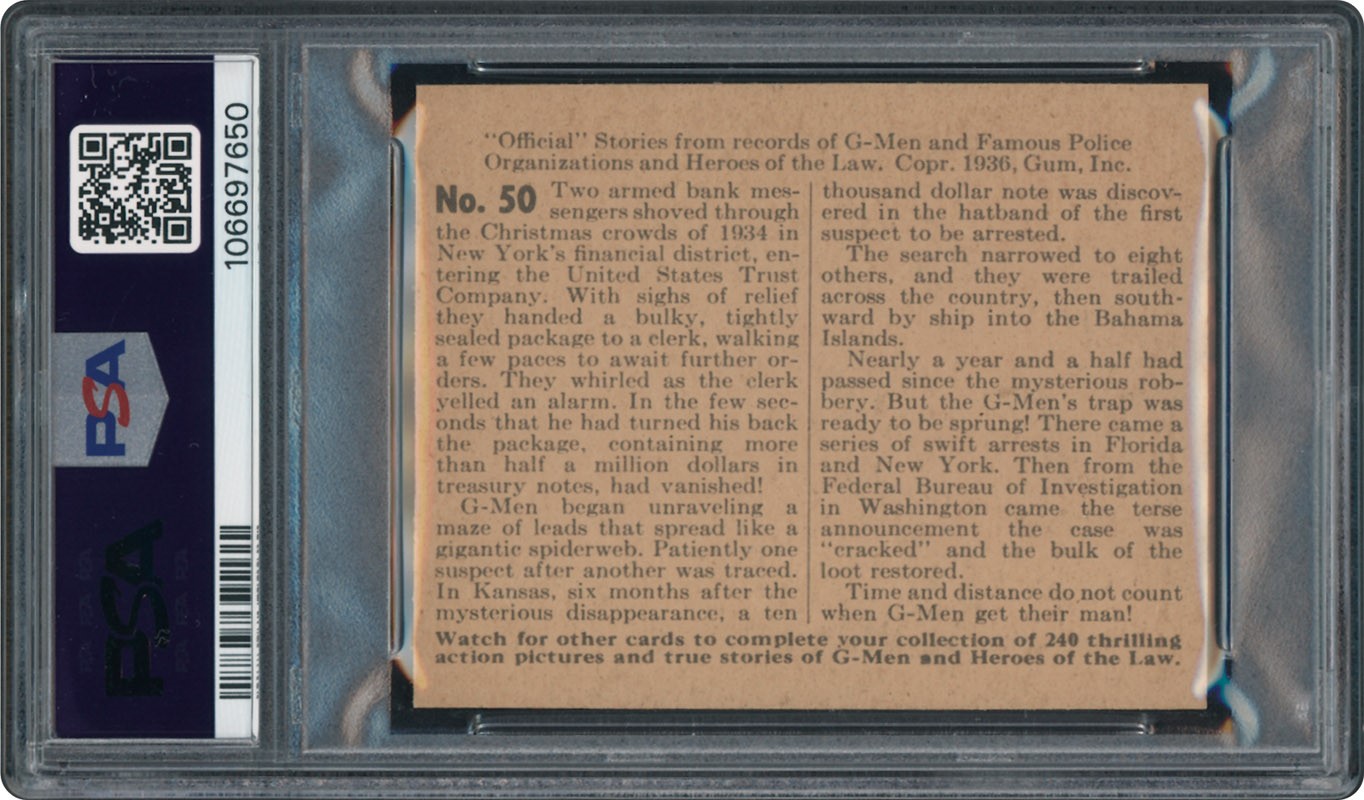 "Official" Stories from records of G-Men and Famous Police
Organizations and Heroes of the Law. Copr. 1936, Gum, Inc.
No. 50 Two armed bank mes-
sengers shoved through
the Christmas crowds of 1934 in
New York's financial district, en-
tering the United States Trust
Company. With sighs of relief
they handed a bulky, tightly
sealed package to a clerk, walking
a few paces to await further or-
ders. They whirled as the clerk
yelled an alarm. In the few sec-
onds that he had turned his back
the package, containing more
than half a million dollars in
treasury notes, had vanished!
G-Men began unraveling a
maze of leads that spread like a
gigantic spiderweb. Patiently one
suspect after another was traced.
In Kansas, six months after the
mysterious disappearance, a ten
thousand dollar note was discov-
ered in the hatband of the first
suspect to be arrested.
The search narrowed to eight
others, and they were trailed
across the country, then south-
ward by ship into the Bahama
Islands.
Nearly a year and a half had
passed since the mysterious rob-
bery. But the G-Men's trap was
ready to be sprung! There came a
series of swift arrests in Florida
and New York. Then from the
Federal Bureau of Investigation
in Washington came the terse
announcement the case was
"cracked" and the bulk of the
loot restored.
Time and distance do not count
when G-Men get their man!
Watch for other cards to complete your collection of 240 thrilling
action pictures and true stories of G-Men and Heroes of the Law.
106697650
PSA
PSA